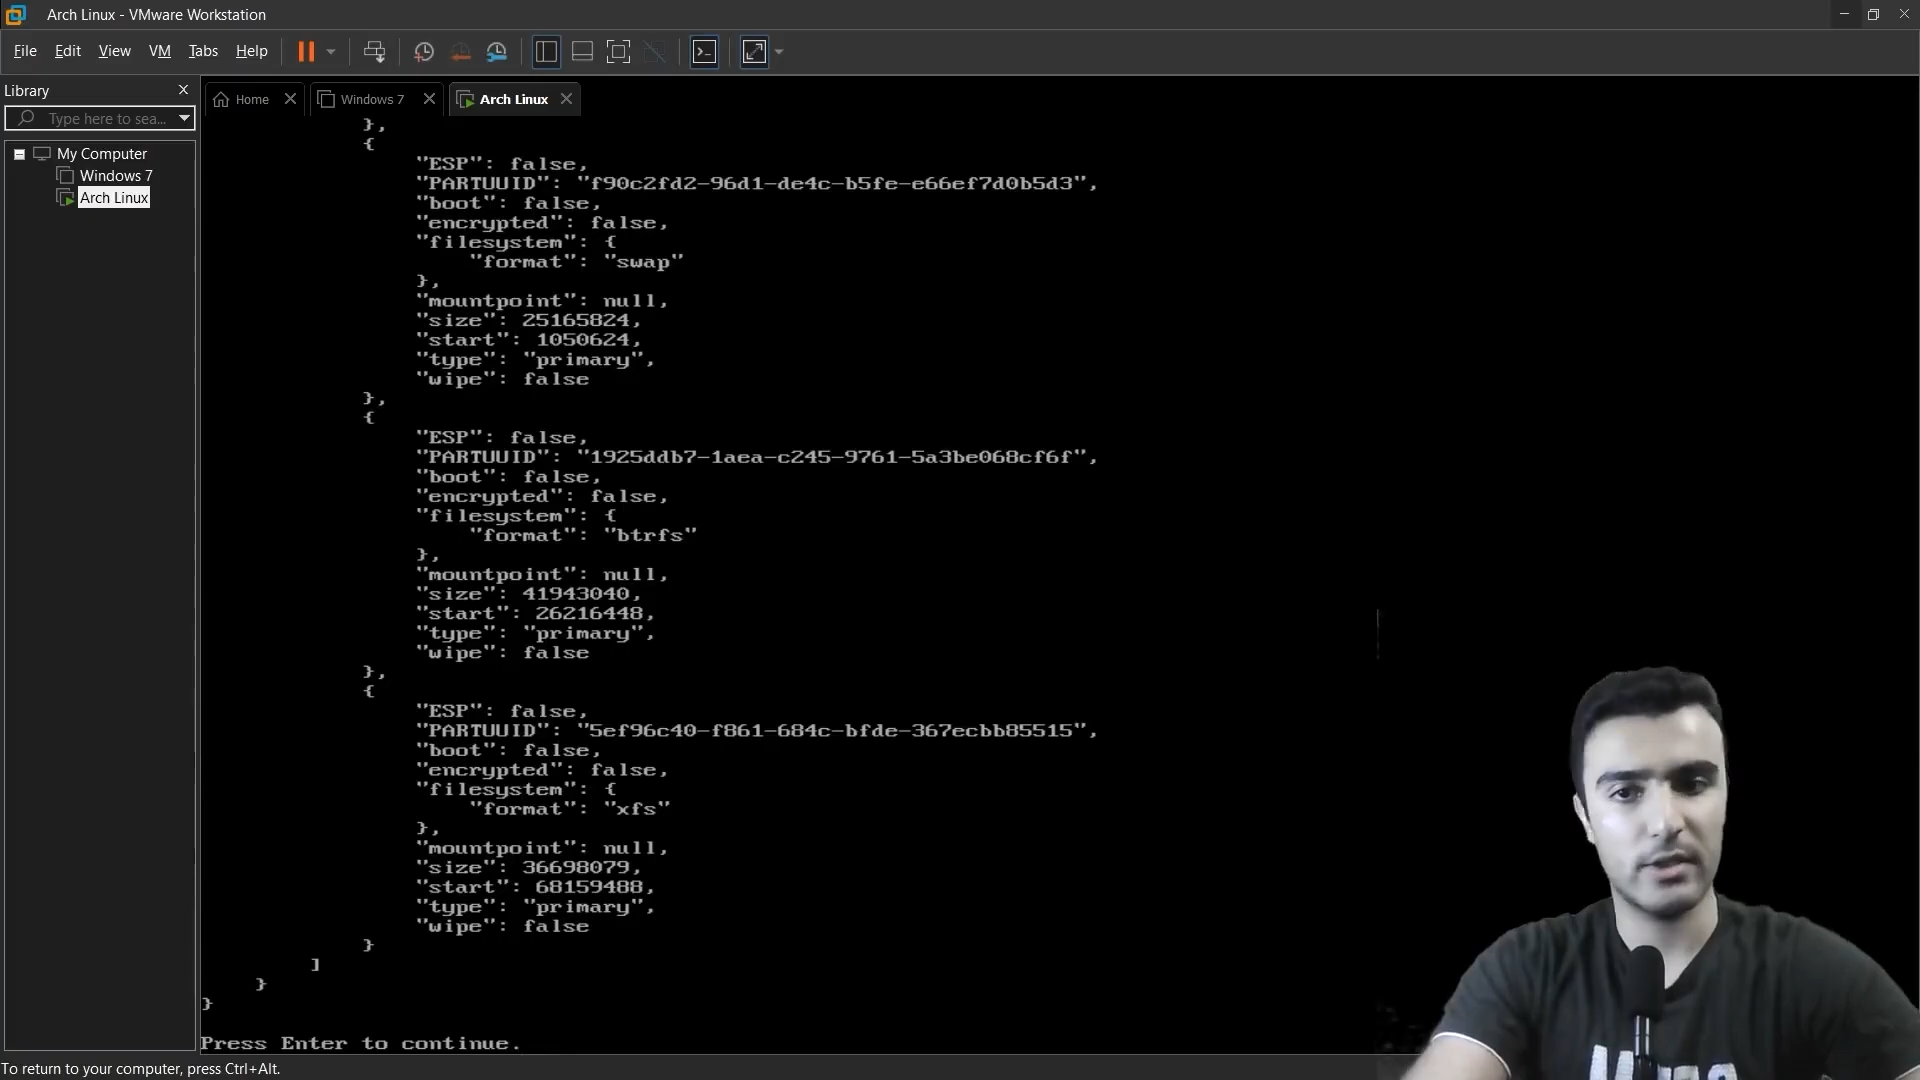 Arch Linux - VMware Workstation
File Edit View VM Tabs Help
Library
Type here to sea...
My Computer
Windows 7
Arch Linux
Home
Windows 7
Arch Linux
},
{
"ESP": false,
"PARTUUID": "f90c2fd2-96d1-de4c-b5fe-e66ef7d0b5d3",
"boot": false,
"encrypted": false,
"filesystem": {
"format": "swap"
},
"mountpoint": null,
"size": 25165824,
"start": 1050624,
"type": "primary",
"wipe": false
},
{
"ESP": false,
"PARTUUID": "1925ddb7-1aea-c245-9761-5a3be068cf6f",
"boot": false,
"encrypted": false,
"filesystem": {
"format": "btrfs"
},
"mountpoint": null,
"size": 41943040,
"start": 26216448,
"type": "primary",
"wipe": false
},
{
"ESP": false,
"PARTUUID": "5ef96c40-f861-684c-bfde-367ecbb85515",
"boot": false,
"encrypted": false,
"filesystem": {
"format": "xfs"
},
"mountpoint": null,
"size": 36698079,
"start": 68159488,
"type": "primary",
"wipe": false
}
]
}
}
Press Enter to continue.
To return to your computer, press Ctrl+Alt.